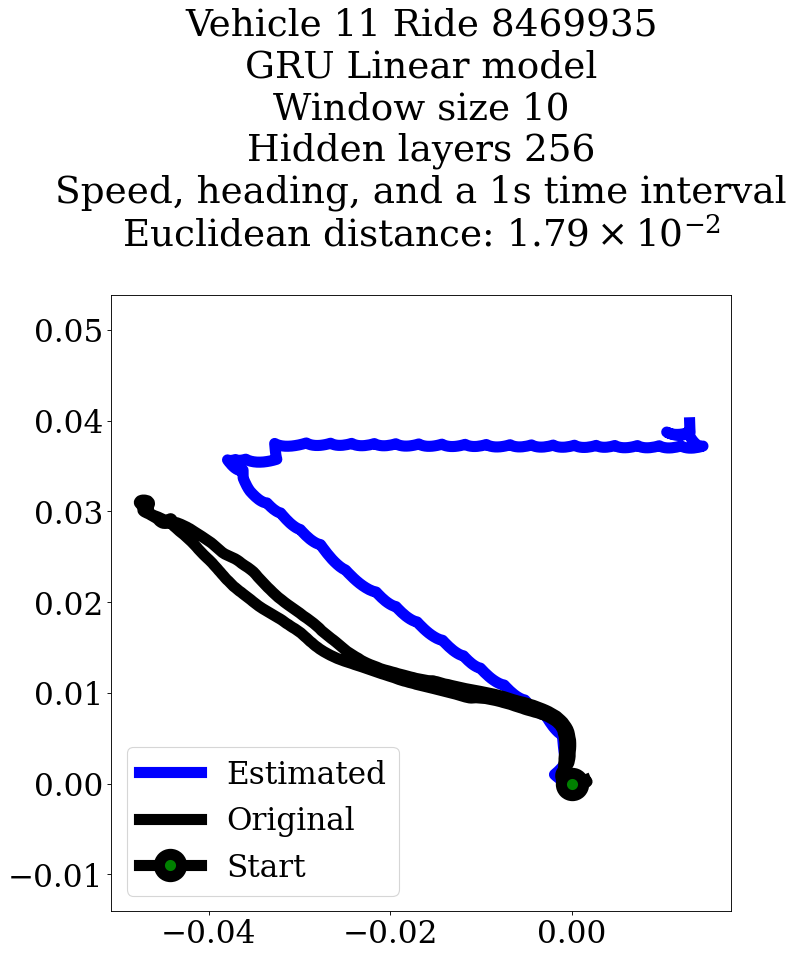 Vehicle 11 Ride 8469935
GRU Linear model
Window size 10
Hidden layers 256
Speed, heading, and a 1s time interval
Euclidean distance: 1.79 × 10⁻²
0.05
0.04
0.03
0.02
0.01
0.00
−0.01
Estimated
Original
Start
−0.04 −0.02 0.00